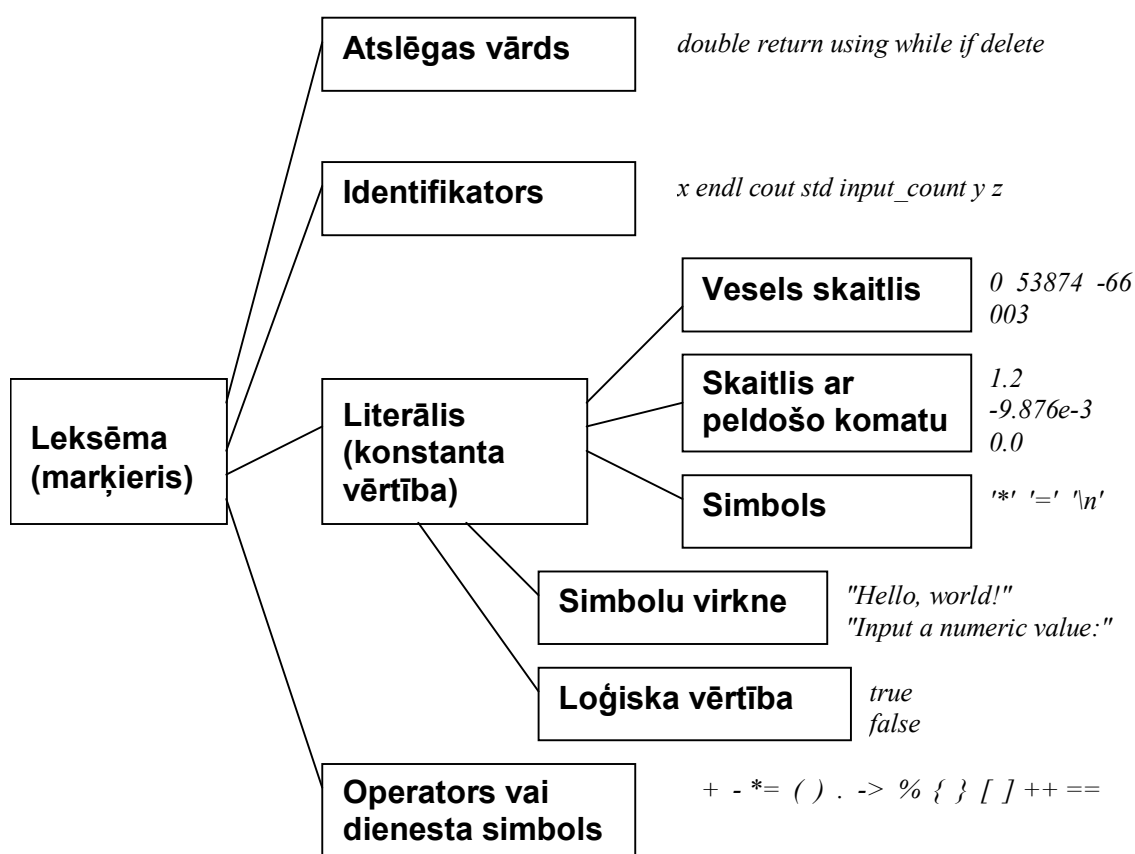 Atslēgas vārds
double return using while if delete
Identifikators
x endl cout std input_count y z
Vesels skaitlis
0 53874 -66
003
Skaitlis ar
peldošo komatu
1.2
-9.876e-3
0.0
Leksēma
(marķieris)
Literālis
(konstanta
vērtība)
Simbols
'*' '=' '\n'
Simbolu virkne
"Hello, world!"
"Input a numeric value:"
Loģiska vērtība
true
false
Operators vai
dienesta simbols
+ - *= ( ) . -> % { } [ ] ++ ==